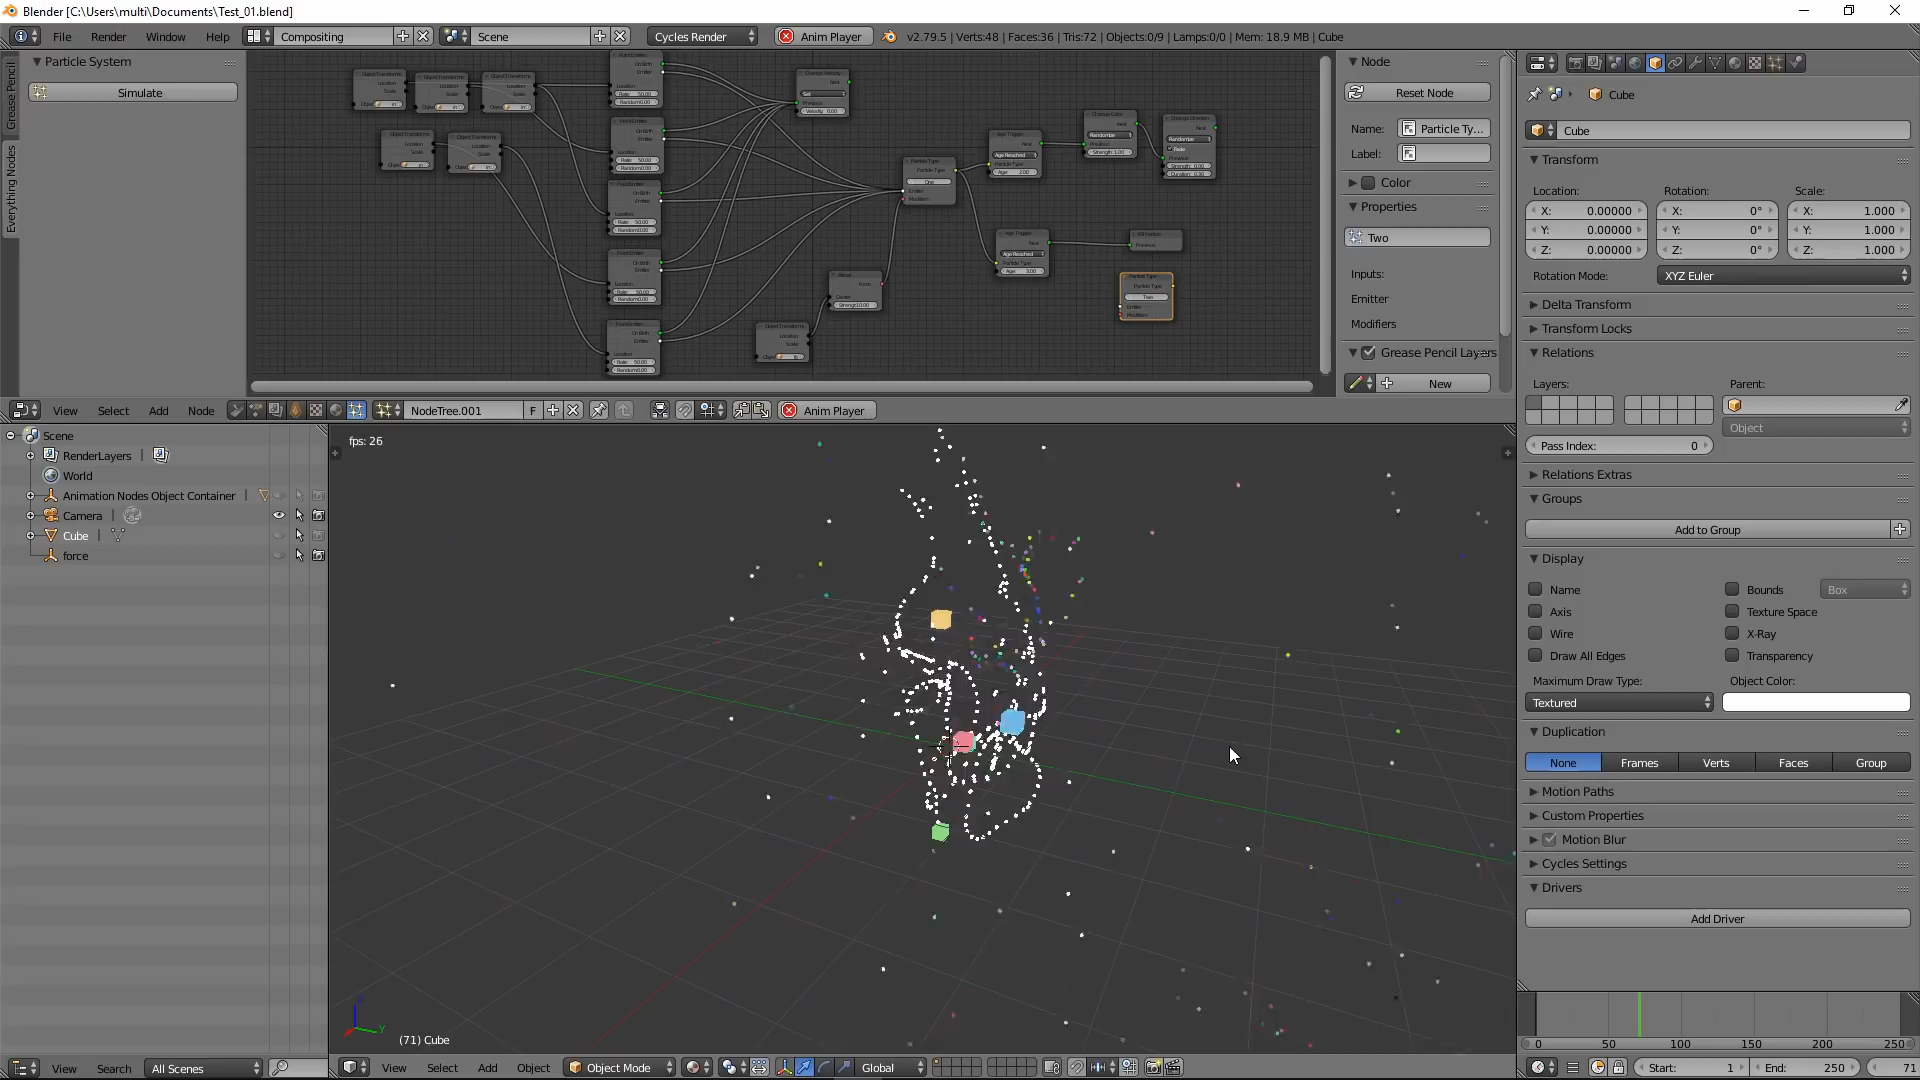 Blender [C:\Users\multi\Documents\Test_01.blend]
File Render Window Help Compositing Scene Cycles Render Anim Player v2.79.5 | Verts:48 | Faces:36 | Tris:72 | Objects:0/9 | Lamps:0/0 | Mem: 18.9 MB | Cube
Particle System
Simulate
Grease Pencil
Everything Nodes
Node
Reset Node
Name: Particle Ty...
Label:
Color
Properties
Two
Inputs:
Emitter
Modifiers
Grease Pencil Layers
New
View Select Add Node NodeTree.001 F Anim Player
Scene
RenderLayers
World
Animation Nodes Object Container
Camera
Cube
force
fps: 26
(71) Cube
View Search All Scenes
View Select Add Object Object Mode Global
Cube
Cube
Transform
Location: Rotation: Scale:
X: 0.00000 X: 0° X: 1.000
Y: 0.00000 Y: 0° Y: 1.000
Z: 0.00000 Z: 0° Z: 1.000
Rotation Mode: XYZ Euler
Delta Transform
Transform Locks
Relations
Layers: Parent:
Object
Pass Index: 0
Relations Extras
Groups
Add to Group
Display
Name Bounds Box
Axis Texture Space
Wire X-Ray
Draw All Edges Transparency
Maximum Draw Type: Object Color:
Textured
Duplication
None Frames Verts Faces Group
Motion Paths
Custom Properties
Motion Blur
Cycles Settings
Drivers
Add Driver
0 50 100 150 200 250
Start: 1 End: 250 71